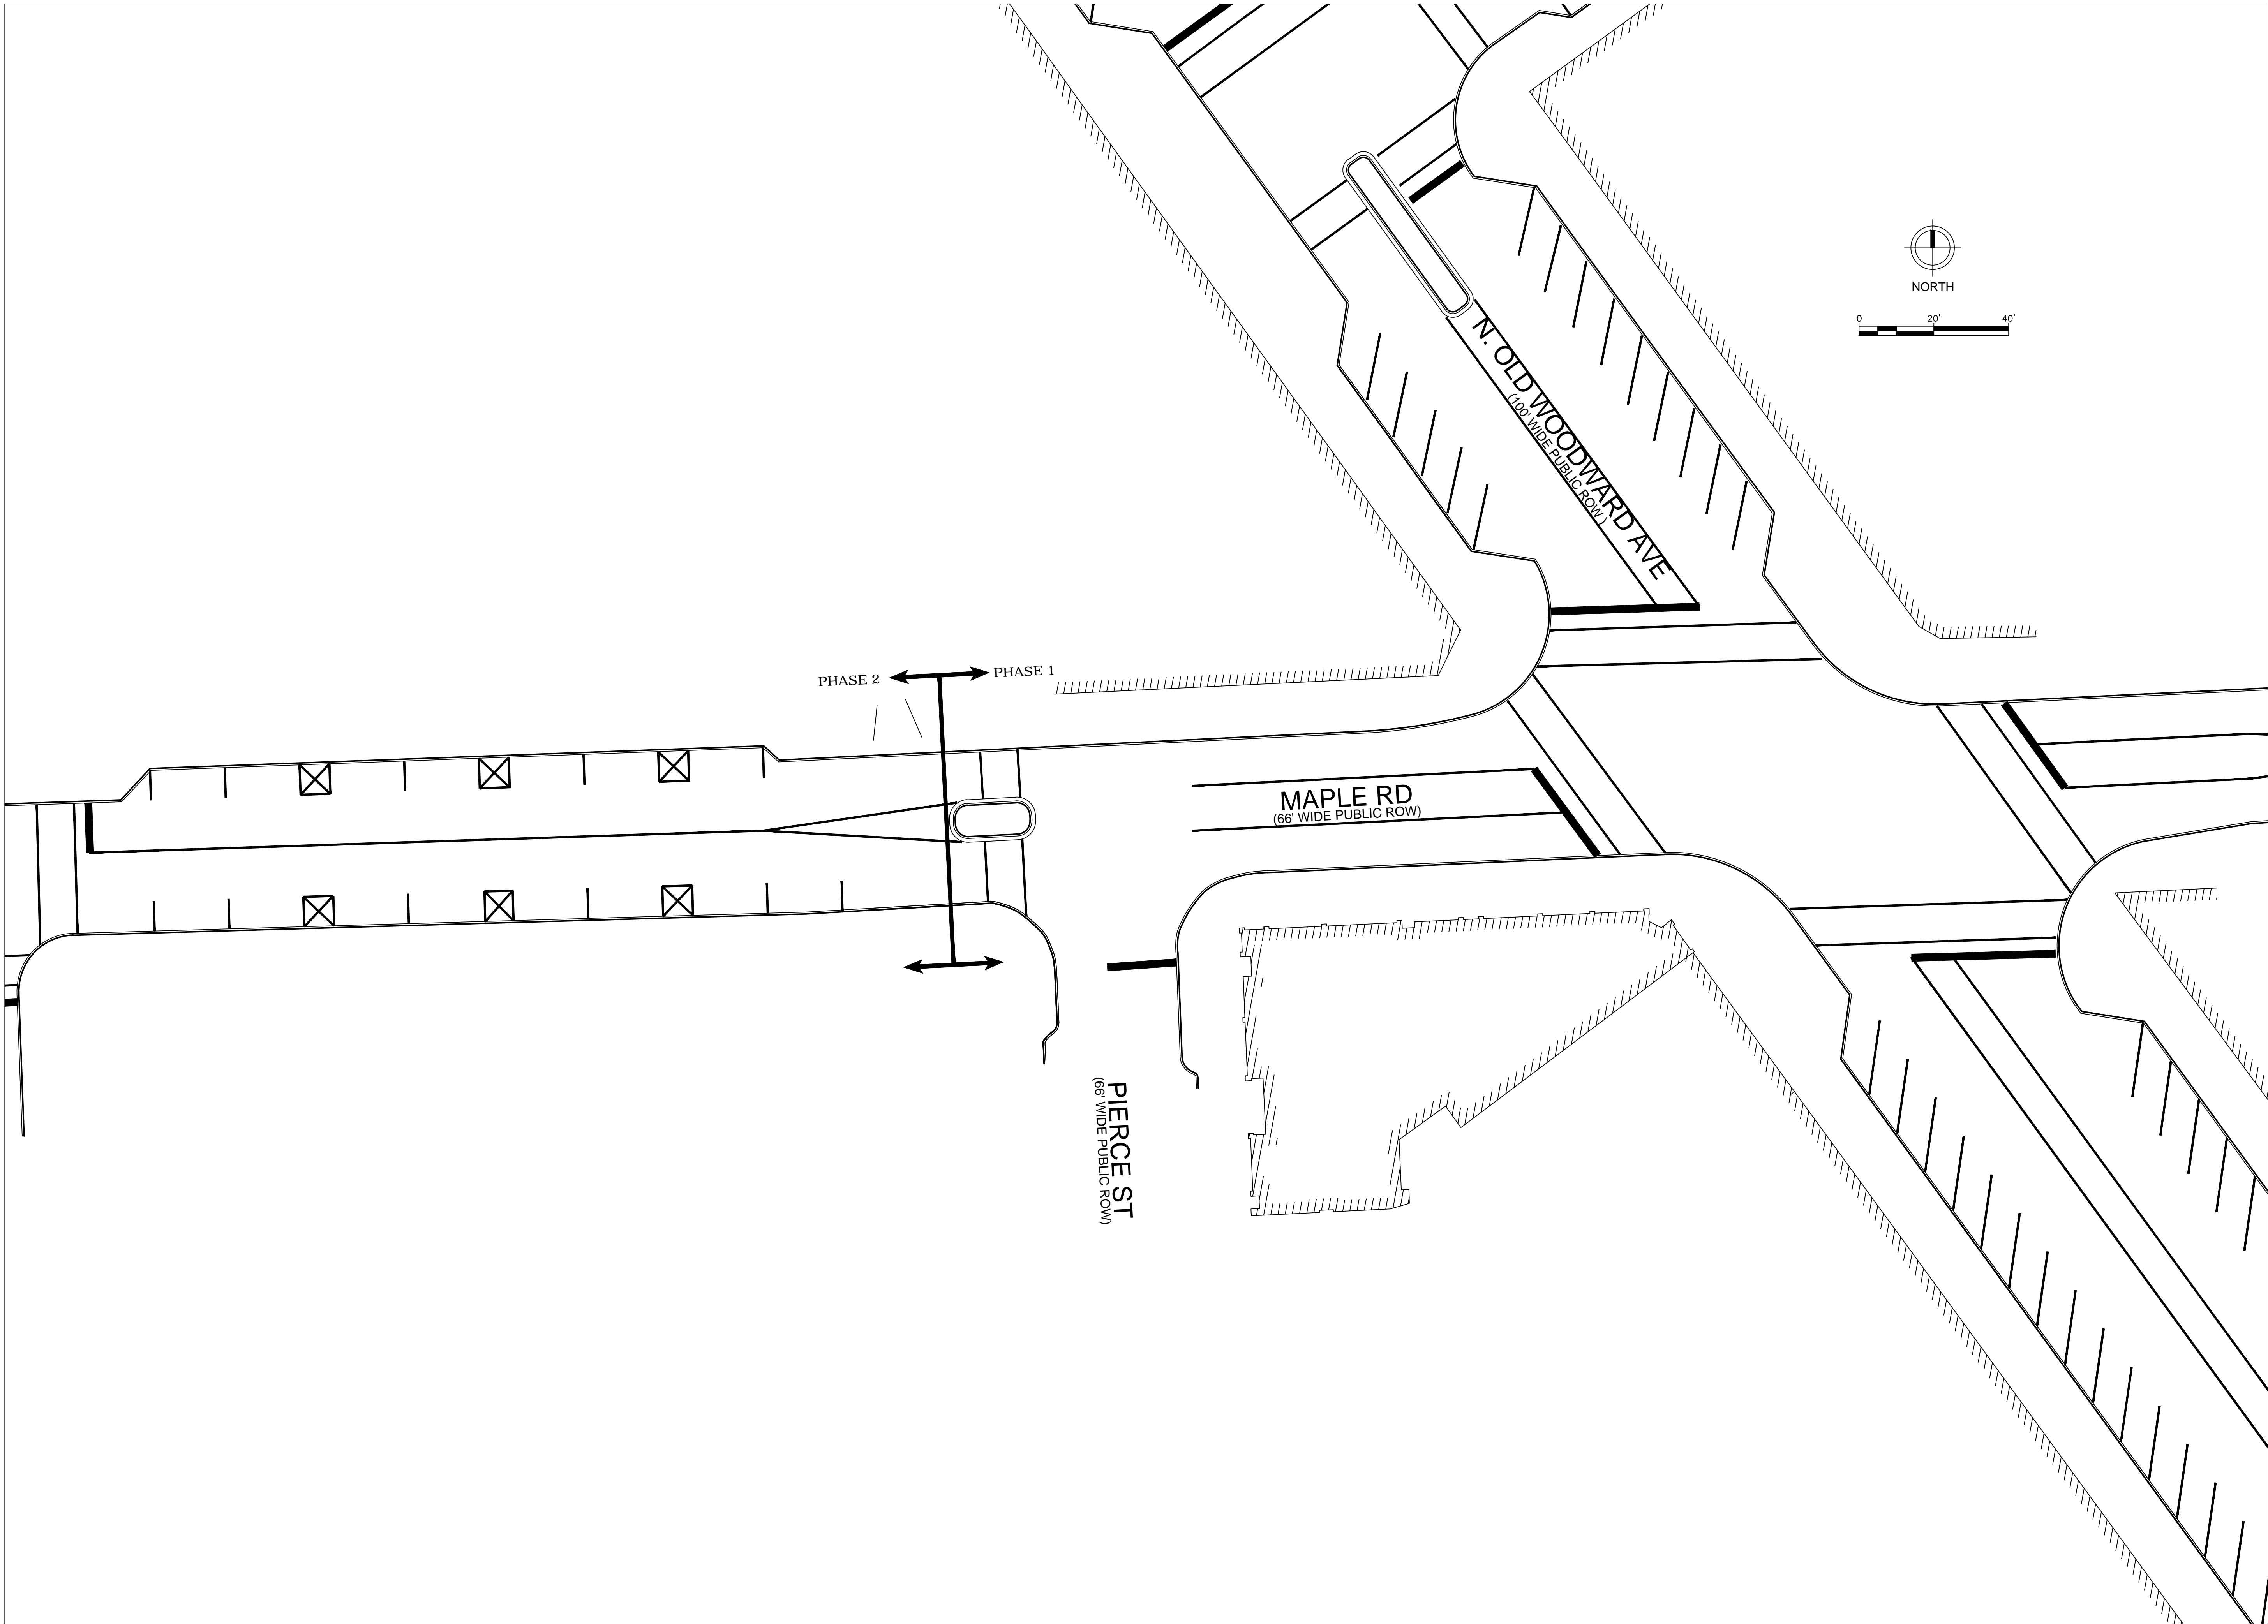 NORTH
0 20' 40'
N. OLD WOODWARD AVE
(100' WIDE PUBLIC ROW )
PHASE 2 PHASE 1
MAPLE RD
(66' WIDE PUBLIC ROW)
PIERCE ST
(66' WIDE PUBLIC ROW)